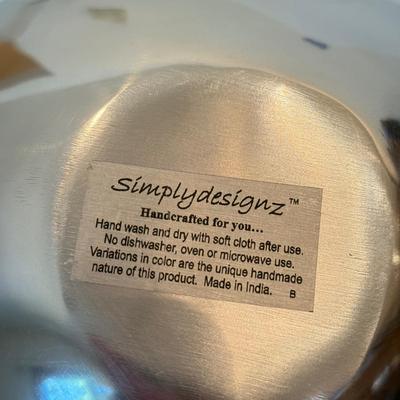 Simplydesignz™
Handcrafted for you...
Hand wash and dry with soft cloth after use.
No dishwasher, oven or microwave use.
Variations in color are the unique handmade
nature of this product. Made in India. B